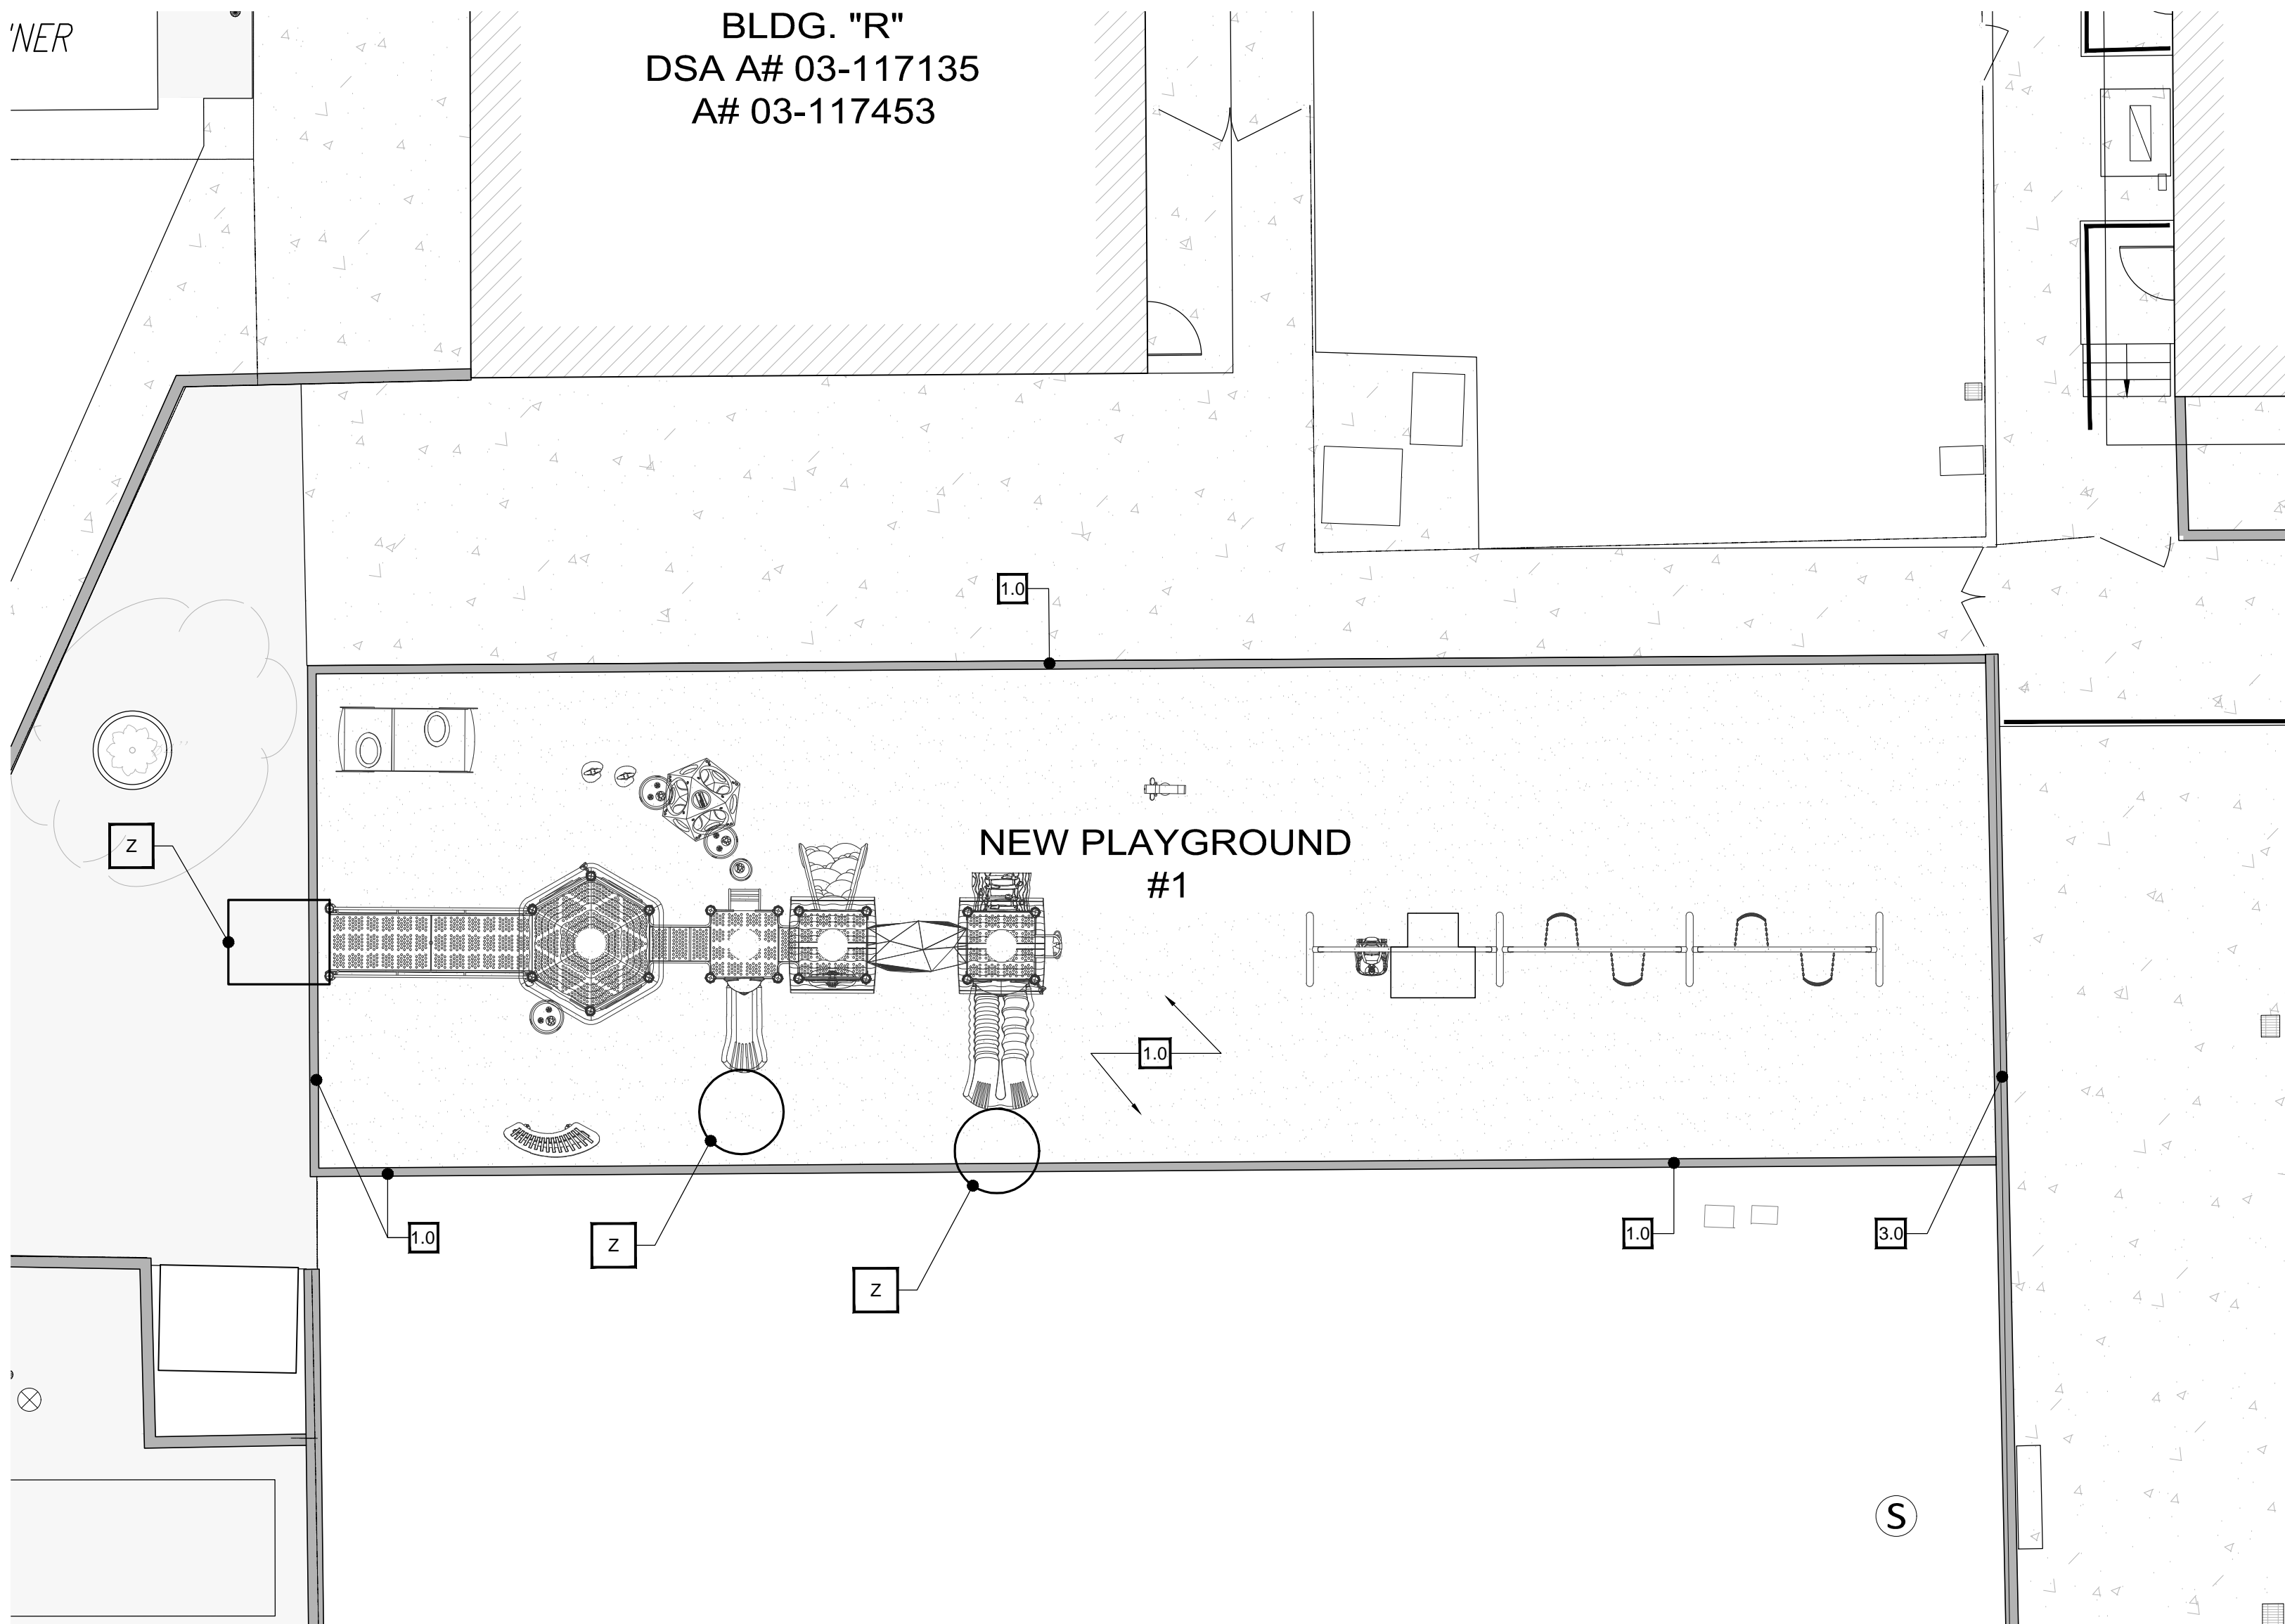 'NER
BLDG. "R"
DSA A# 03-117135
A# 03-117453
1.0
Z
NEW PLAYGROUND
#1
1.0
1.0
Z
Z
1.0
3.0
S